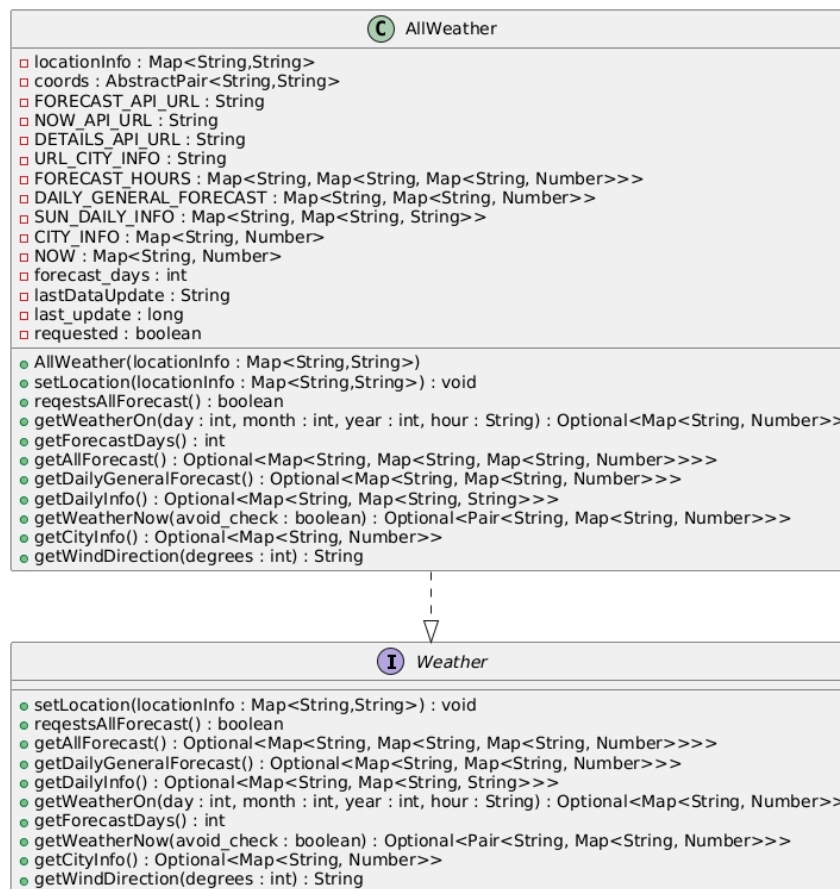 C AllWeather
locationInfo : Map<String,String>
coords : AbstractPair<String,String>
FORECAST_API_URL : String
NOW_API_URL : String
DETAILS_API_URL : String
URL_CITY_INFO : String
FORECAST_HOURS : Map<String, Map<String, Map<String, Number>>>
DAILY_GENERAL_FORECAST : Map<String, Map<String, Number>>
SUN_DAILY_INFO : Map<String, Map<String, String>>
CITY_INFO : Map<String, Number>
NOW : Map<String, Number>
forecast_days : int
lastDataUpdate : String
last_update : long
requested : boolean
AllWeather(locationInfo : Map<String,String>)
setLocation(locationInfo : Map<String,String>) : void
reqestsAllForecast() : boolean
getWeatherOn(day : int, month : int, year : int, hour : String) : Optional<Map<String, Number>>
getForecastDays() : int
getAllForecast() : Optional<Map<String, Map<String, Map<String, Number>>>>
getDailyGeneralForecast() : Optional<Map<String, Map<String, Number>>>
getDailyInfo() : Optional<Map<String, Map<String, String>>>
getWeatherNow(avoid_check : boolean) : Optional<Pair<String, Map<String, Number>>>
getCityInfo() : Optional<Map<String, Number>>
getWindDirection(degrees : int) : String
I Weather
setLocation(locationInfo : Map<String,String>) : void
reqestsAllForecast() : boolean
getAllForecast() : Optional<Map<String, Map<String, Map<String, Number>>>>
getDailyGeneralForecast() : Optional<Map<String, Map<String, Number>>>
getDailyInfo() : Optional<Map<String, Map<String, String>>>
getWeatherOn(day : int, month : int, year : int, hour : String) : Optional<Map<String, Number>>
getForecastDays() : int
getWeatherNow(avoid_check : boolean) : Optional<Pair<String, Map<String, Number>>>
getCityInfo() : Optional<Map<String, Number>>
getWindDirection(degrees : int) : String